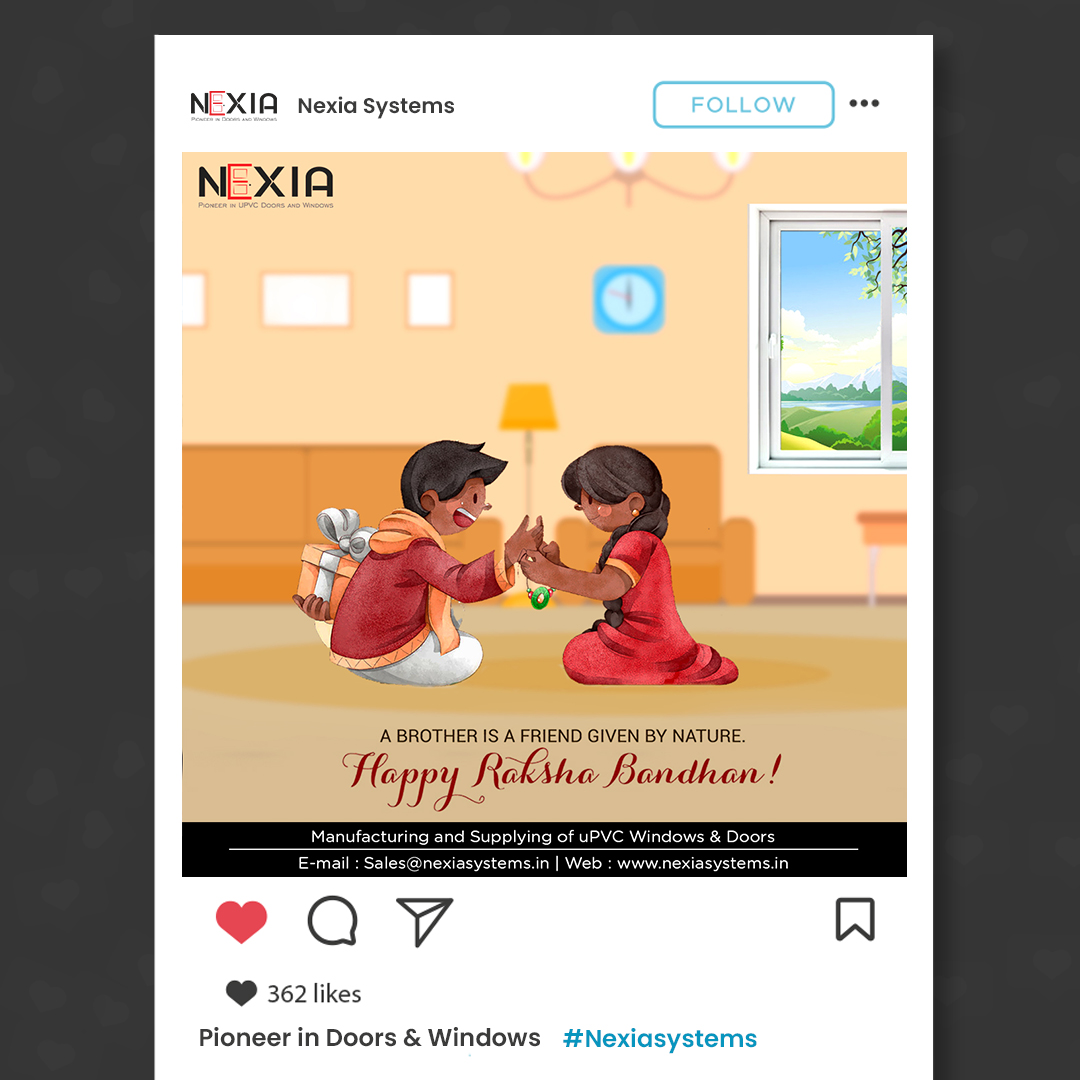 NEXIA
PIONEER IN DOORS AND WINDOWS
Nexia Systems
FOLLOW
NEXIA
PIONEER IN UPVC DOORS AND WINDOWS
A BROTHER IS A FRIEND GIVEN BY NATURE.
Happy Raksha Bandhan!
Manufacturing and Supplying of uPVC Windows & Doors
E-mail : Sales@nexiasystems.in | Web : www.nexiasystems.in
362 likes
Pioneer in Doors & Windows #Nexiasystems